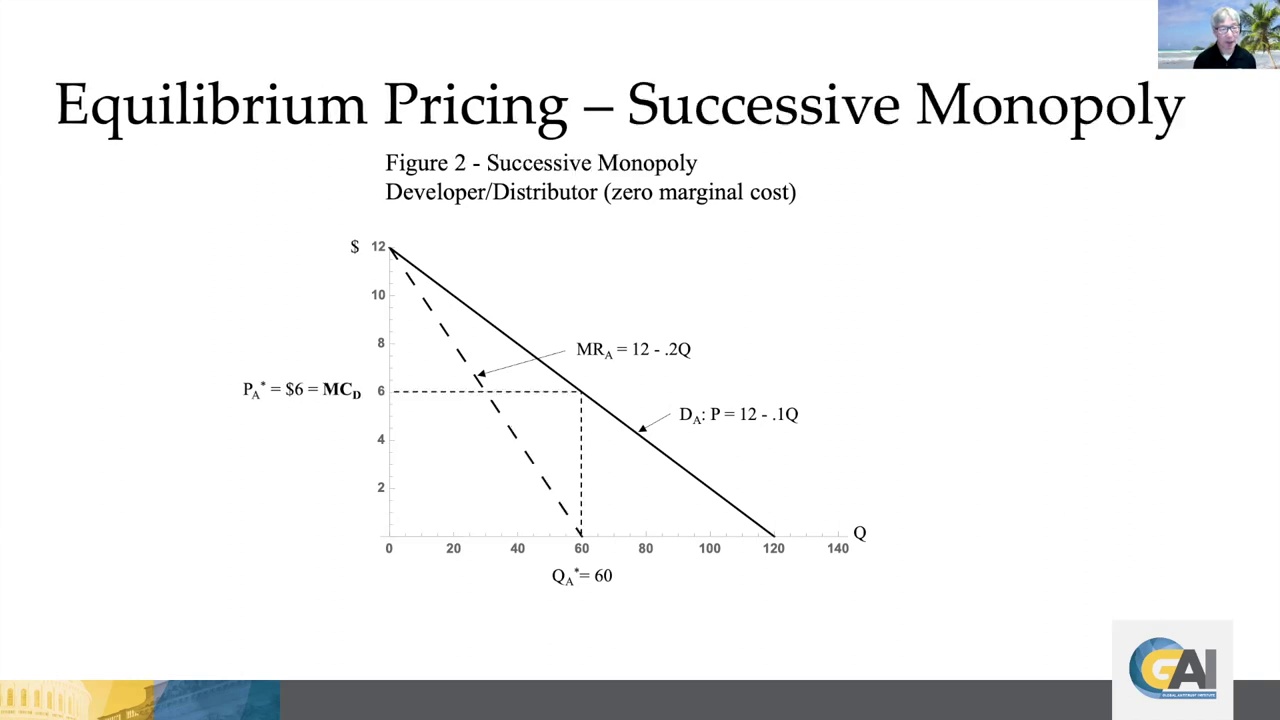 Equilibrium Pricing – Successive Monopoly
Figure 2 - Successive Monopoly
Developer/Distributor (zero marginal cost)
$ 12
10
8
MR_A = 12 - .2Q
P_A* = $6 = MC_D 6
D_A: P = 12 - .1Q
4
2
Q
0 20 40 60 80 100 120 140
Q_A* = 60
GAI
GLOBAL ANTITRUST INSTITUTE